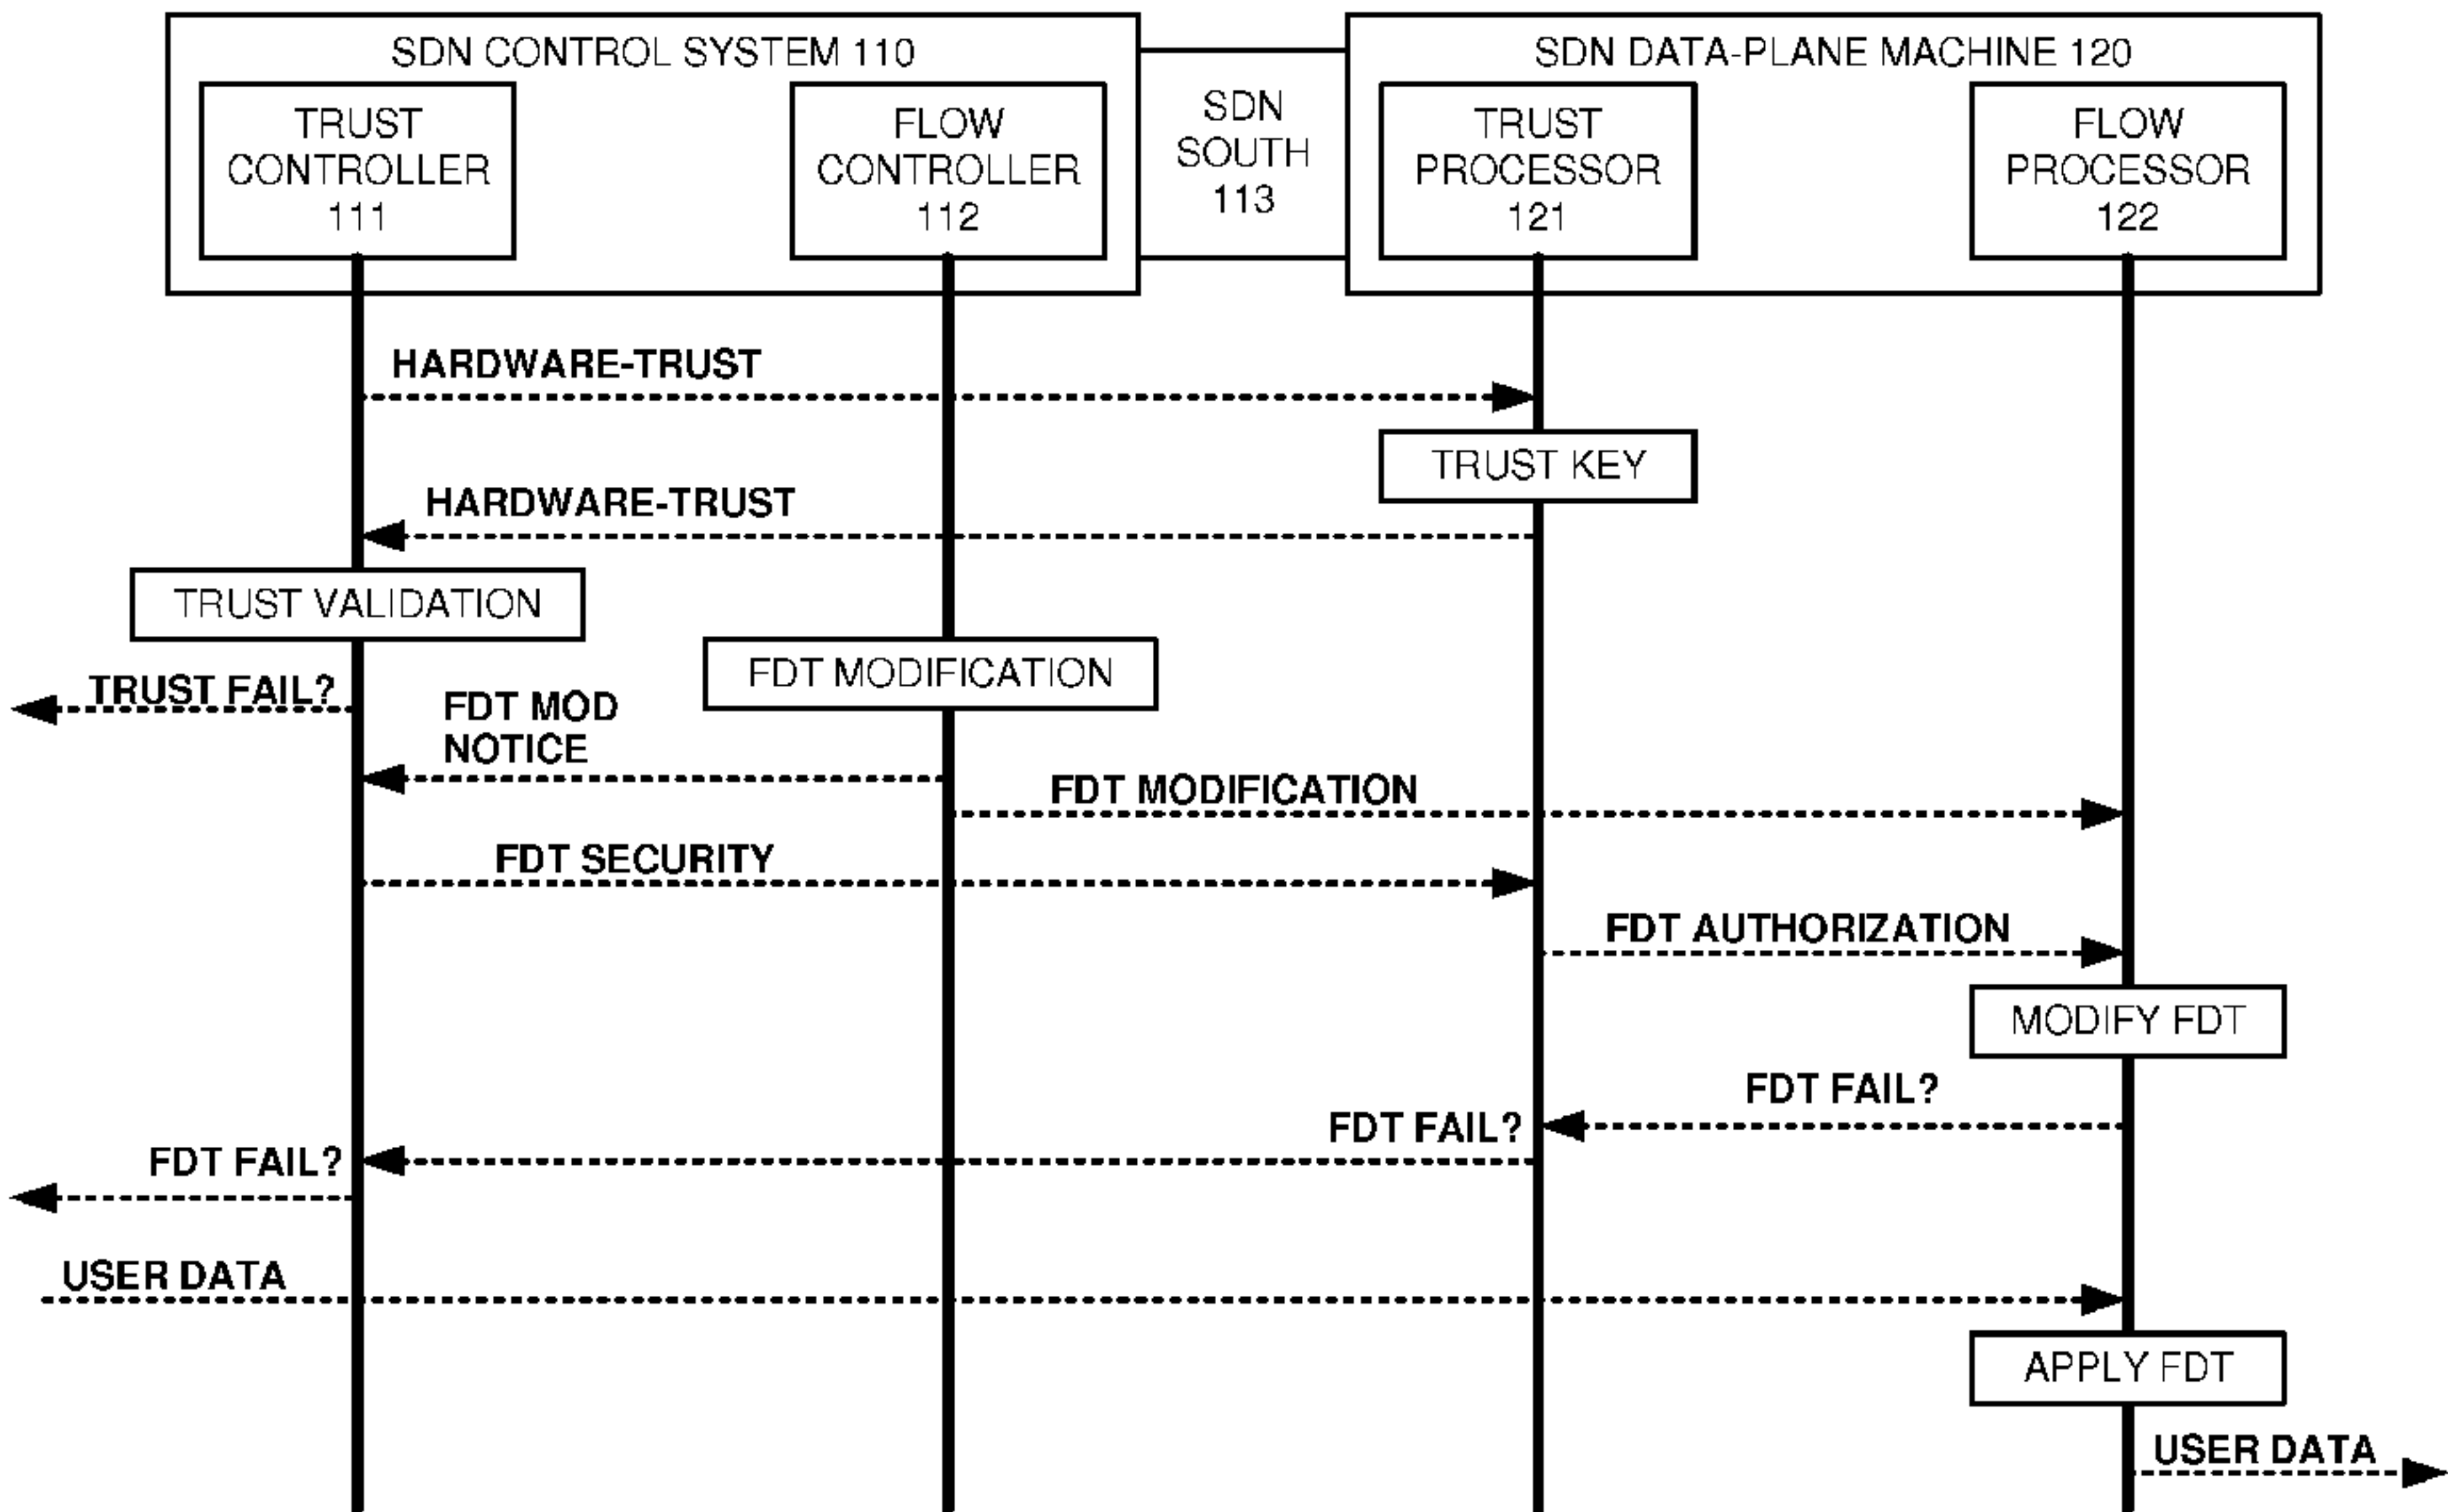 SDN CONTROL SYSTEM 110
SDN DATA-PLANE MACHINE 120
TRUST
CONTROLLER
111
FLOW
CONTROLLER
112
SDN
SOUTH
113
TRUST
PROCESSOR
121
FLOW
PROCESSOR
122
HARDWARE-TRUST
TRUST KEY
HARDWARE-TRUST
TRUST VALIDATION
FDT MODIFICATION
TRUST FAIL?
FDT MOD
NOTICE
FDT MODIFICATION
FDT SECURITY
FDT AUTHORIZATION
MODIFY FDT
FDT FAIL?
FDT FAIL?
FDT FAIL?
USER DATA
APPLY FDT
USER DATA